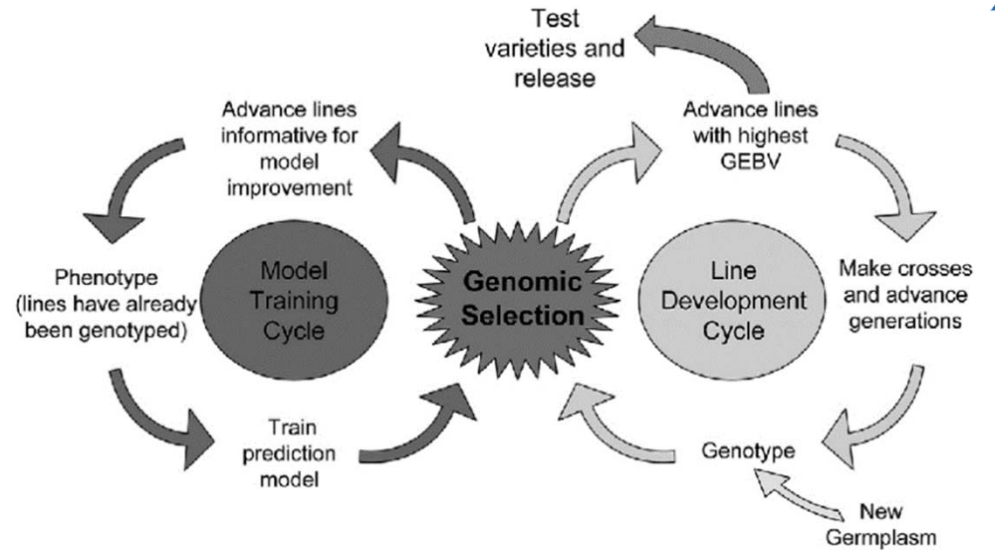 Test
varieties and
release
Advance lines
informative for
model
improvement
Advance lines
with highest
GEBV
Phenotype
(lines have already
been genotyped)
Model
Training
Cycle
Genomic
Selection
Line
Development
Cycle
Make crosses
and advance
generations
Train
prediction
model
Genotype
New
Germplasm